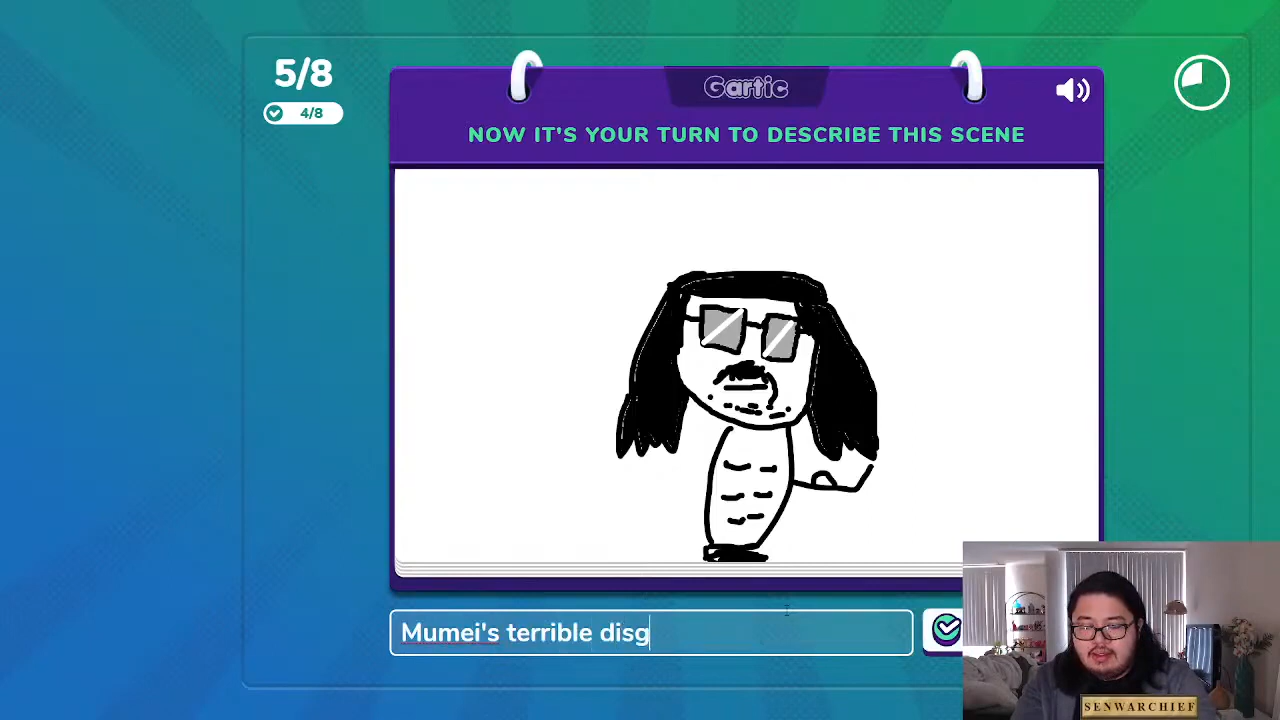 5/8
4/8
Gartic
NOW IT'S YOUR TURN TO DESCRIBE THIS SCENE
Mumei's terrible disg
SENWARCHIEF